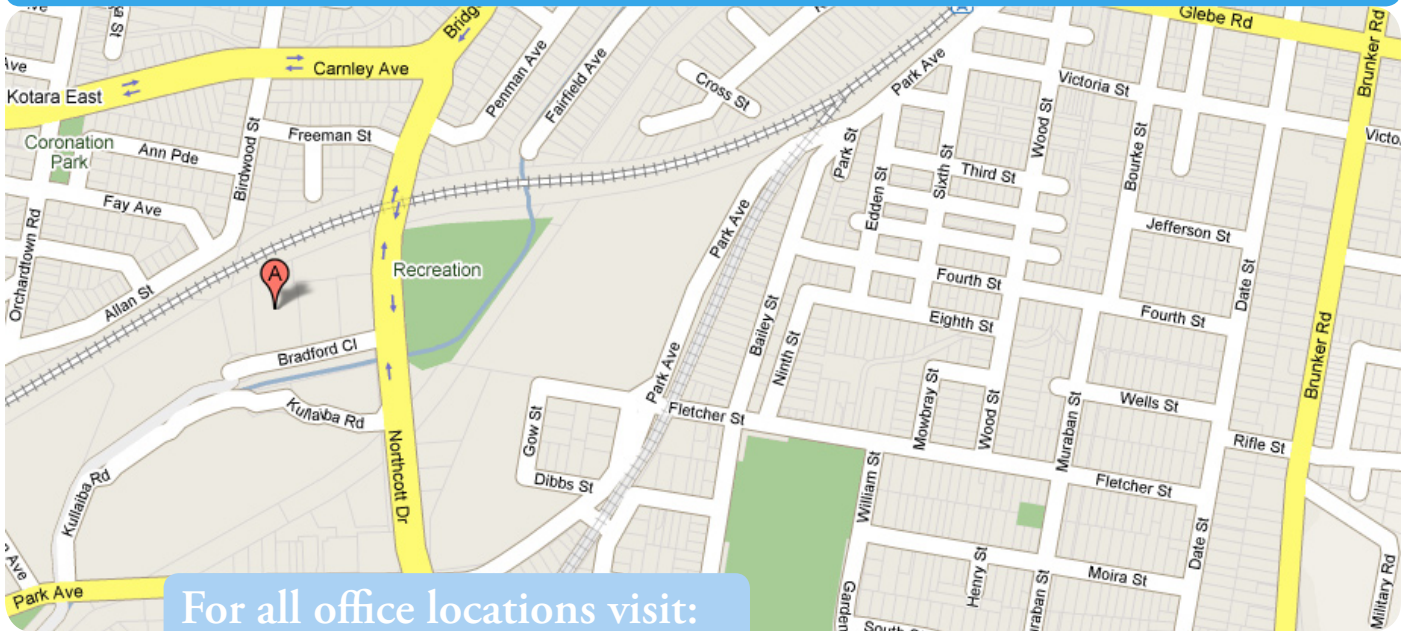 Glebe Rd
Brunker Rd
Bridge
Carnley Ave
Kotara East
Penman Ave
Fairfield Ave
Cross St
Park Ave
Victoria St
Wood St
Bourke St
Coronation
Park
Ann Pde
Birdwood St
Freeman St
Fay Ave
Orchardtown Rd
Allan St
A
Recreation
Park Ave
Park St
Edden St
Sixth St
Third St
Jefferson St
Date St
Fourth St
Fourth St
Eighth St
Bailey St
Ninth St
Bradford Cl
Kullaiba Rd
Kullaiba Rd
Northcott Dr
Park Ave
Fletcher St
Gow St
Dibbs St
Mowbray St
Wood St
Muraban St
Wells St
Brunker Rd
Rifle St
William St
Fletcher St
Date St
Henry St
Moira St
Military Rd
Park Ave
Garden
For all office locations visit: